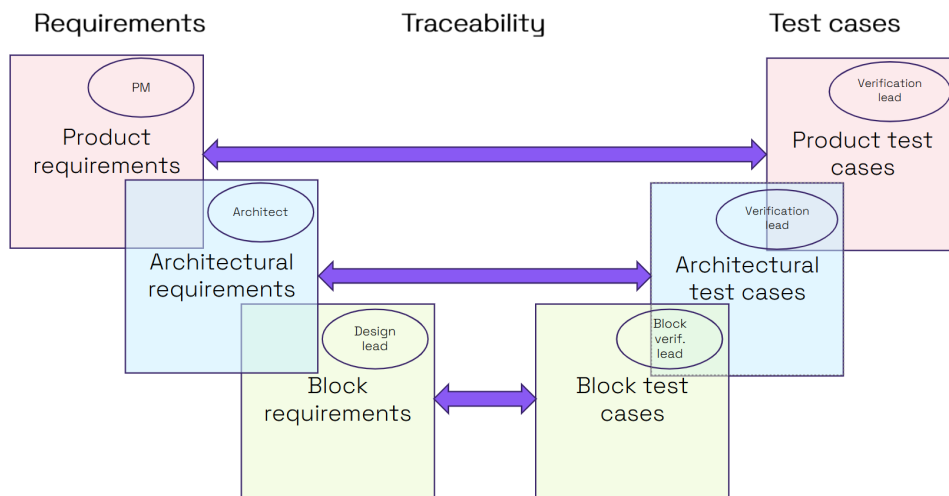 Requirements
Traceability
Test cases
PM
Product
requirements
Verification
lead
Product test
cases
Architect
Architectural
requirements
Verification
lead
Architectural
test cases
Design
lead
Block
requirements
Block
verif.
lead
Block test
cases